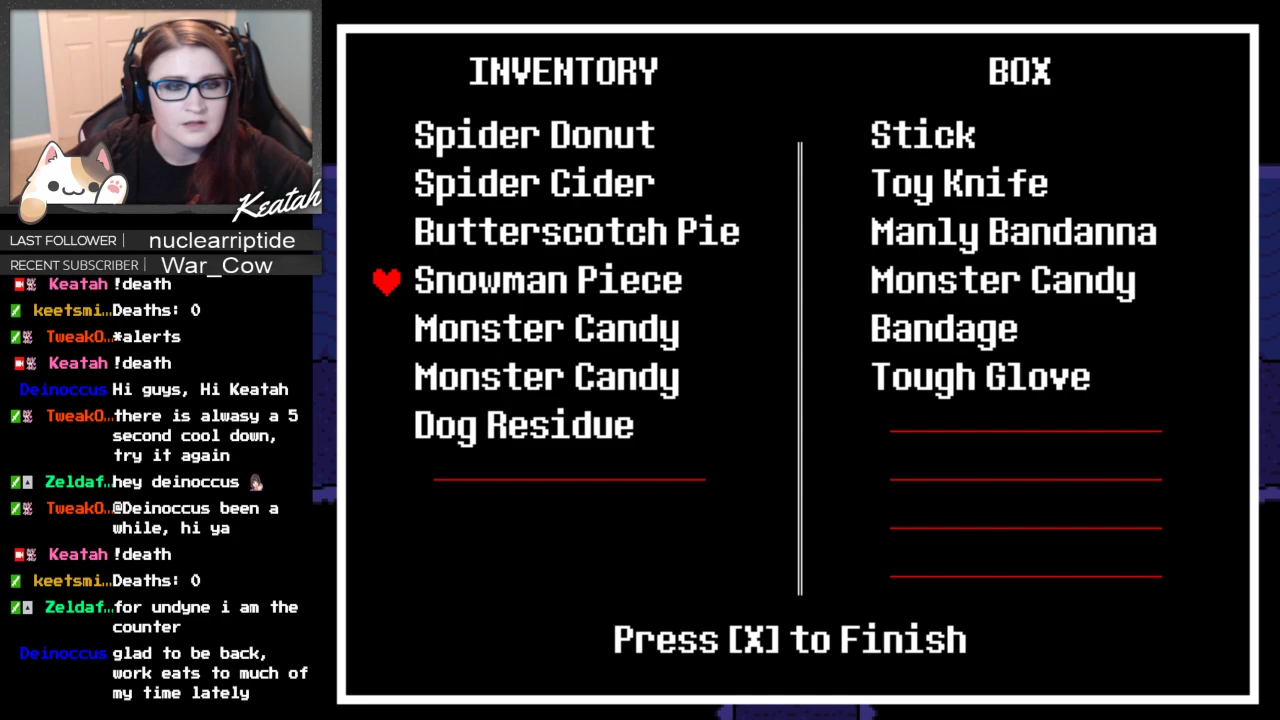 Keatah
LAST FOLLOWER | nuclearriptide
RECENT SUBSCRIBER | War_Cow
Keatah !death
keetsmi... Deaths: 0
TweakO... *alerts
Keatah !death
Deinoccus Hi guys, Hi Keatah
TweakO... there is alwasy a 5
second cool down,
try it again
Zeldaf... hey deinoccus
TweakO... @Deinoccus been a
while, hi ya
Keatah !death
keetsmi... Deaths: 0
Zeldaf... for undyne i am the
counter
Deinoccus glad to be back,
work eats to much of
my time lately
INVENTORY
Spider Donut
Spider Cider
Butterscotch Pie
Snowman Piece
Monster Candy
Monster Candy
Dog Residue
BOX
Stick
Toy Knife
Manly Bandanna
Monster Candy
Bandage
Tough Glove
Press [X] to Finish